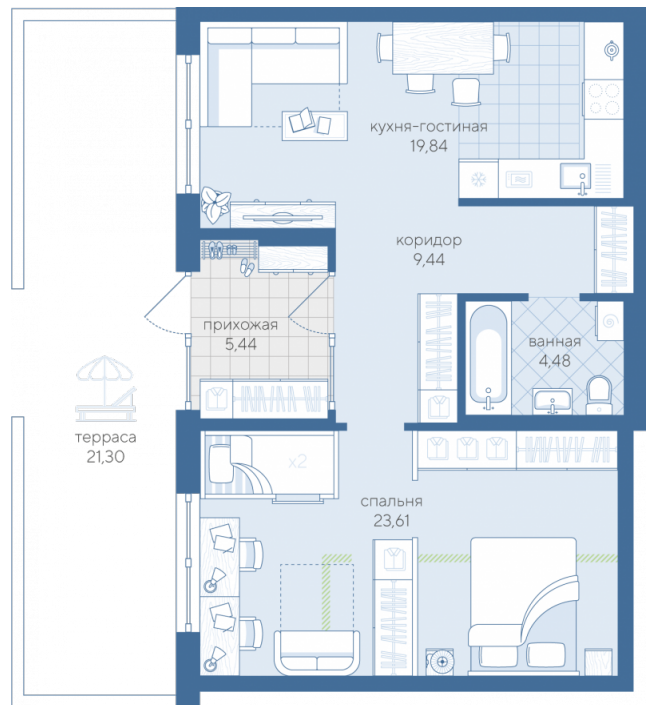 кухня-гостиная
19,84
коридор
9,44
прихожая
5,44
ванная
4,48
терраса
21,30
x2
спальня
23,61